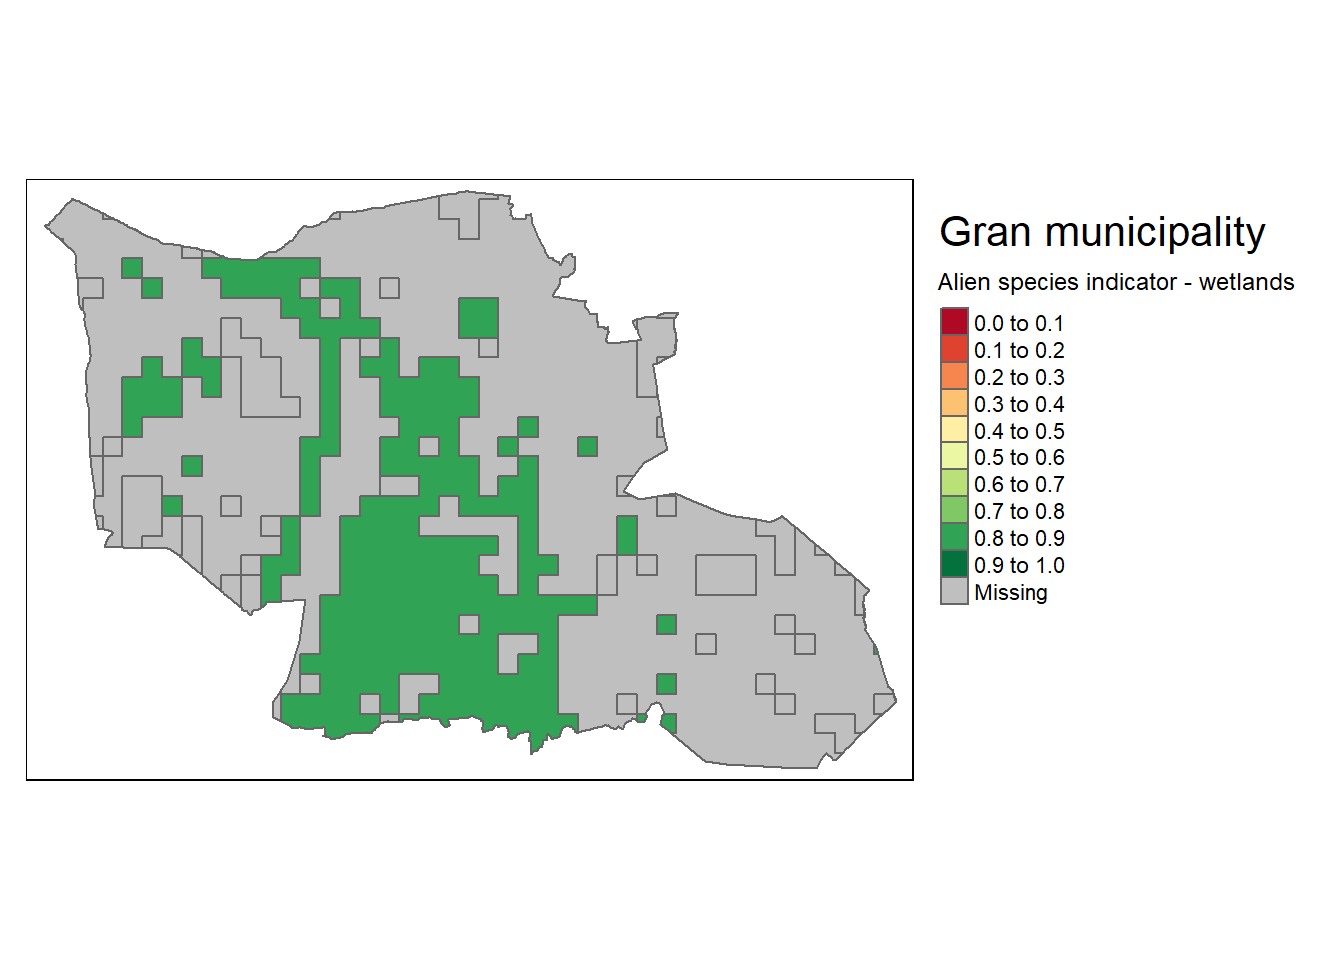 Gran municipality
Alien species indicator - wetlands
0.0 to 0.1
0.1 to 0.2
0.2 to 0.3
0.3 to 0.4
0.4 to 0.5
0.5 to 0.6
0.6 to 0.7
0.7 to 0.8
0.8 to 0.9
0.9 to 1.0
Missing